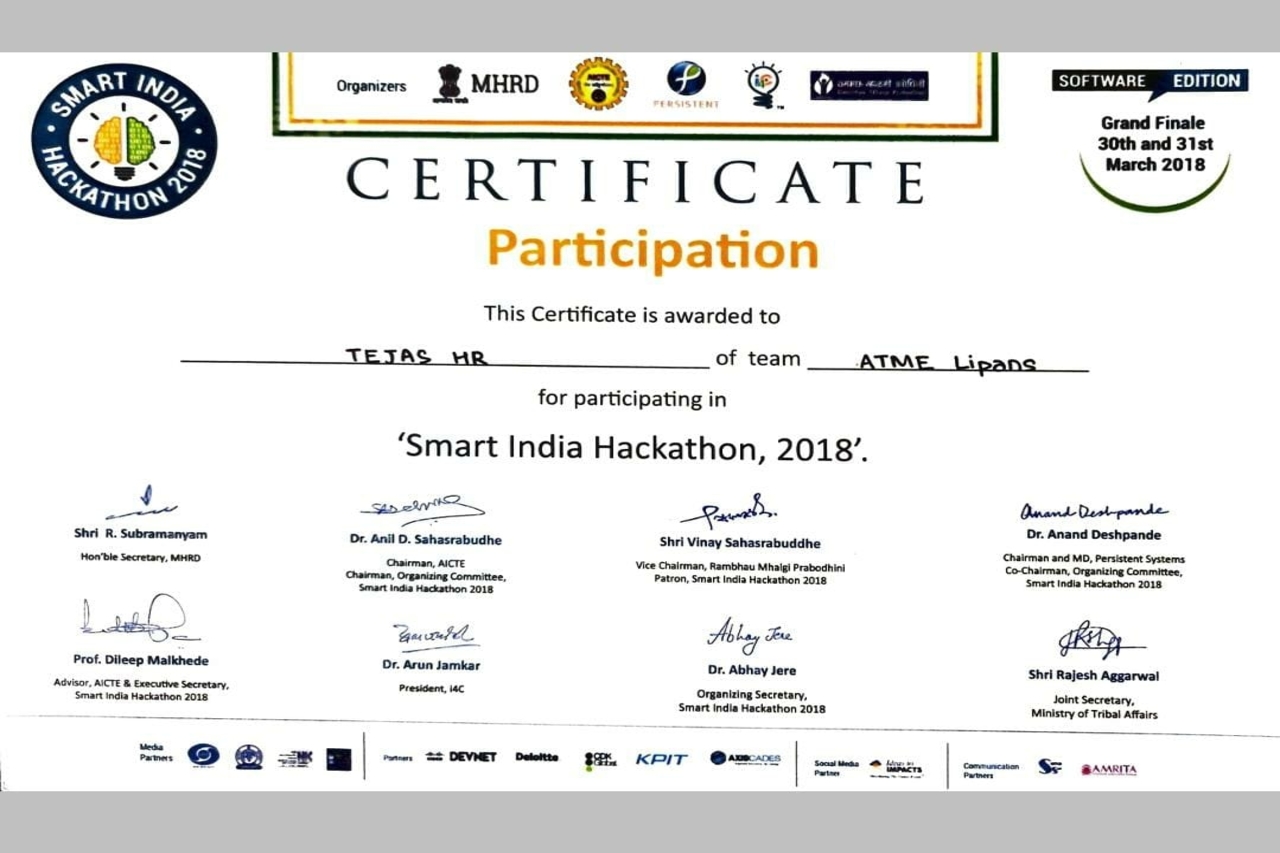 SMART INDIA HACKATHON 2018
Organizers
MHRD
AICTE
PERSISTENT
SOFTWARE EDITION
Grand Finale
30th and 31st
March 2018
CERTIFICATE
Participation
This Certificate is awarded to
TEJAS HR of team ATME Lipans
for participating in
‘Smart India Hackathon, 2018’.
Shri R. Subramanyam
Hon'ble Secretary, MHRD
Dr. Anil D. Sahasrabudhe
Chairman, AICTE
Chairman, Organizing Committee,
Smart India Hackathon 2018
Shri Vinay Sahasrabuddhe
Vice Chairman, Rambhau Mhalgi Prabodhini
Patron, Smart India Hackathon 2018
Anand Deshpande
Dr. Anand Deshpande
Chairman and MD, Persistent Systems
Co-Chairman, Organizing Committee,
Smart India Hackathon 2018
Prof. Dileep Malkhede
Advisor, AICTE & Executive Secretary,
Smart India Hackathon 2018
Dr. Arun Jamkar
President, i4C
Abhay Jere
Dr. Abhay Jere
Organizing Secretary,
Smart India Hackathon 2018
Shri Rajesh Aggarwal
Joint Secretary,
Ministry of Tribal Affairs
Media
Partners
Partners
DEVNET
Deloitte
KPIT
AXISCADES
Social Media
Partner
IMPACTS
Communication
Partners
AMRITA